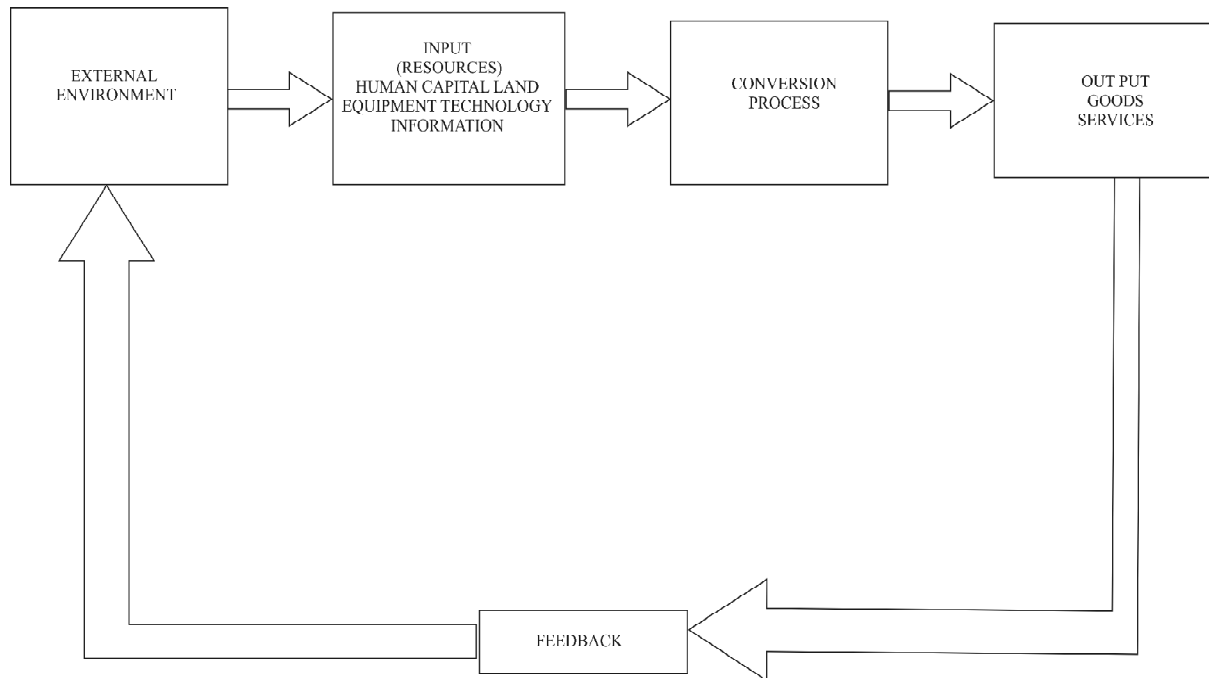 EXTERNAL
ENVIRONMENT
INPUT
(RESOURCES)
HUMAN CAPITAL LAND
EQUIPMENT TECHNOLOGY
INFORMATION
CONVERSION
PROCESS
OUT PUT
GOODS
SERVICES
FEEDBACK